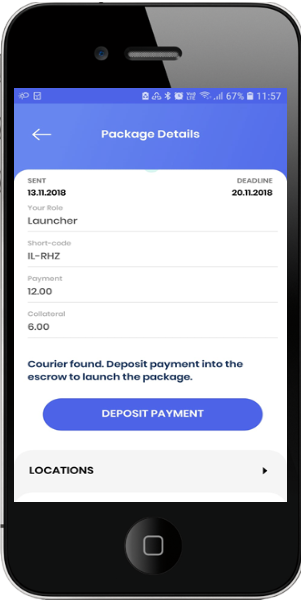 67% 11:57
Package Details
SENT DEADLINE
13.11.2018 20.11.2018
Your Role
Launcher
Short-code
IL-RHZ
Payment
12.00
Collateral
6.00
Courier found. Deposit payment into the
escrow to launch the package.
DEPOSIT PAYMENT
LOCATIONS